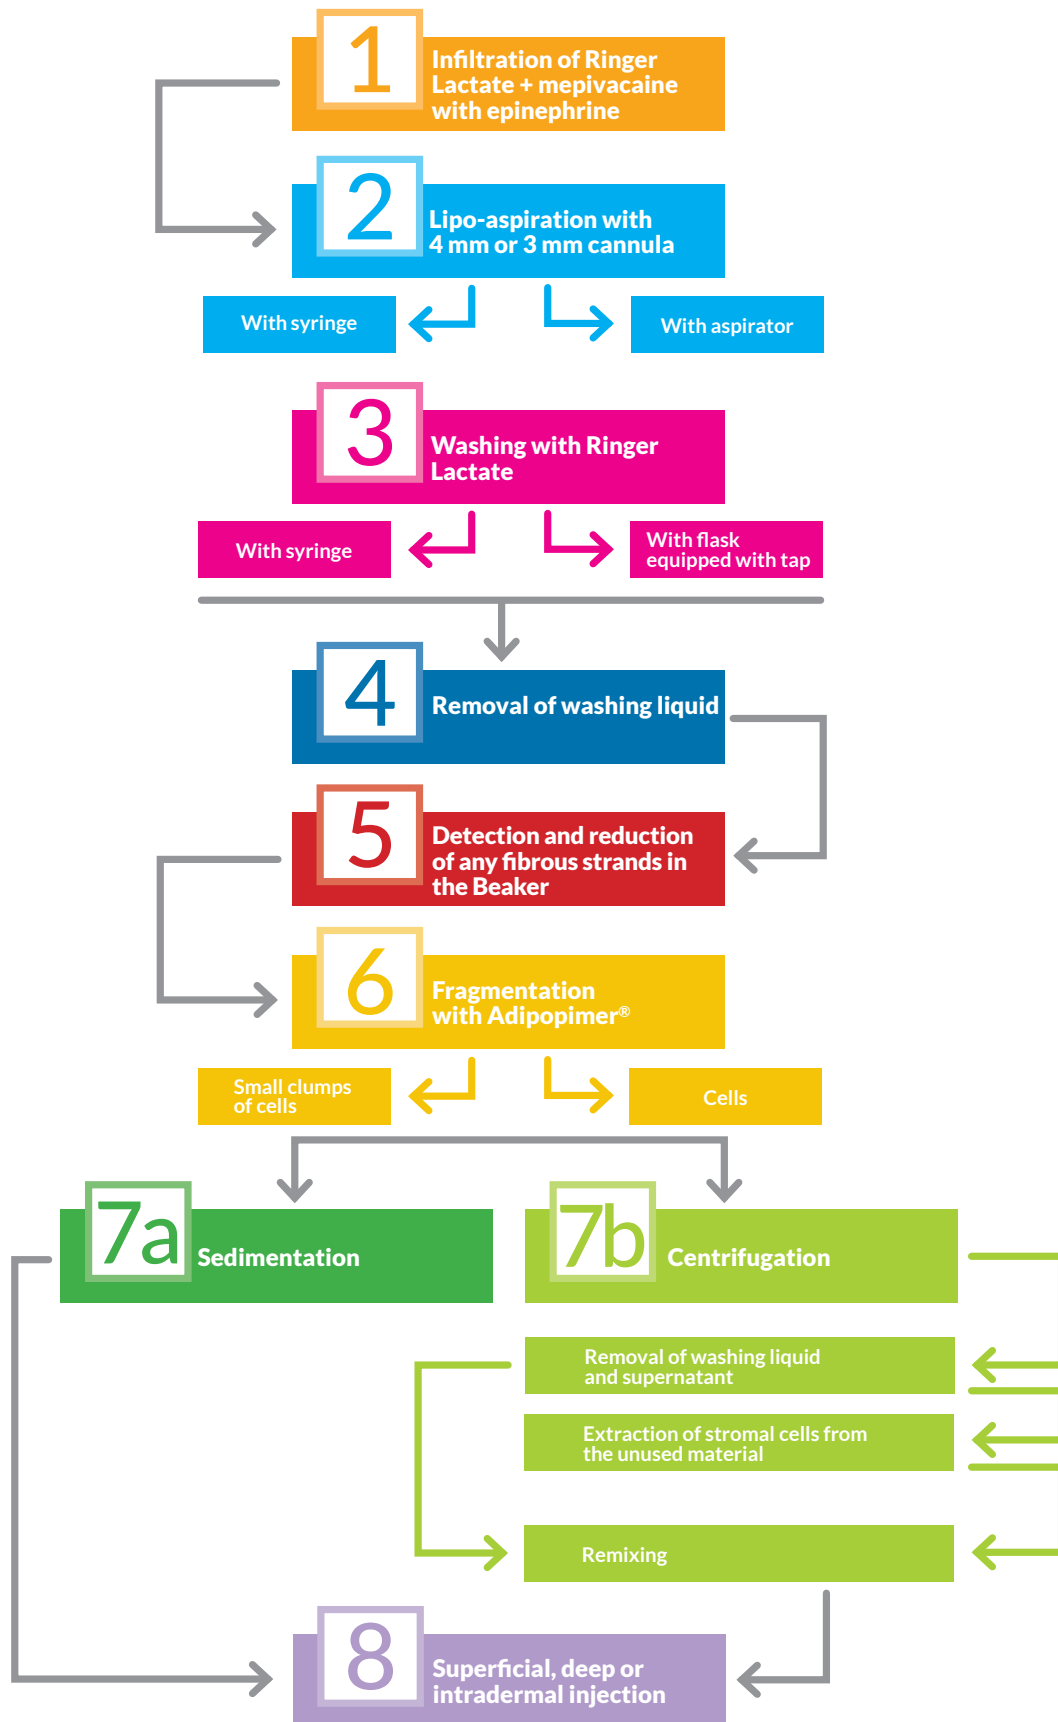 1
Infiltration of Ringer
Lactate + mepivacaine
with epinephrine
2
Lipo-aspiration with
4 mm or 3 mm cannula
With syringe
With aspirator
3
Washing with Ringer
Lactate
With syringe
With flask
equipped with tap
4
Removal of washing liquid
5
Detection and reduction
of any fibrous strands in
the Beaker
6
Fragmentation
with Adipopimer®
Small clumps
of cells
Cells
7a
Sedimentation
7b
Centrifugation
Removal of washing liquid
and supernatant
Extraction of stromal cells from
the unused material
Remixing
8
Superficial, deep or
intradermal injection